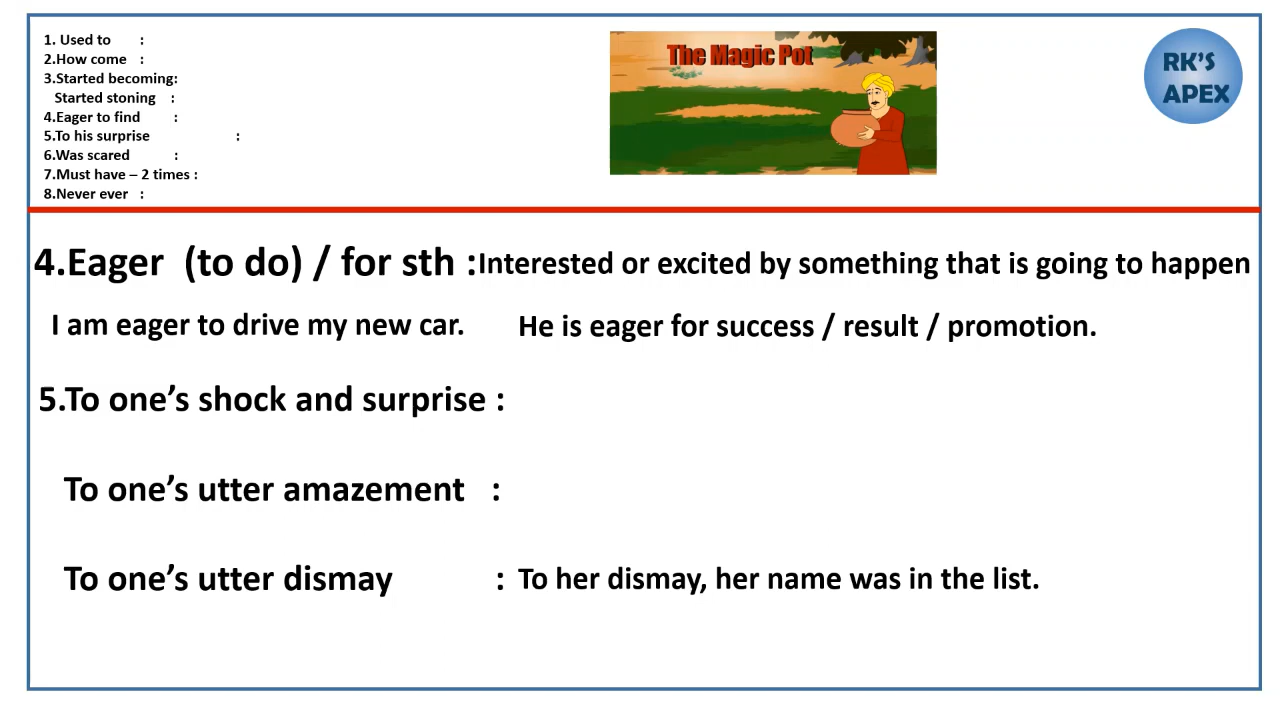 1. Used to :
2.How come :
3.Started becoming:
Started stoning :
4.Eager to find :
5.To his surprise :
6.Was scared :
7.Must have – 2 times :
8.Never ever :
The Magic Pot
RK'S
APEX
4.Eager (to do) / for sth :Interested or excited by something that is going to happen
I am eager to drive my new car. He is eager for success / result / promotion.
5.To one’s shock and surprise :
To one’s utter amazement :
To one’s utter dismay : To her dismay, her name was in the list.